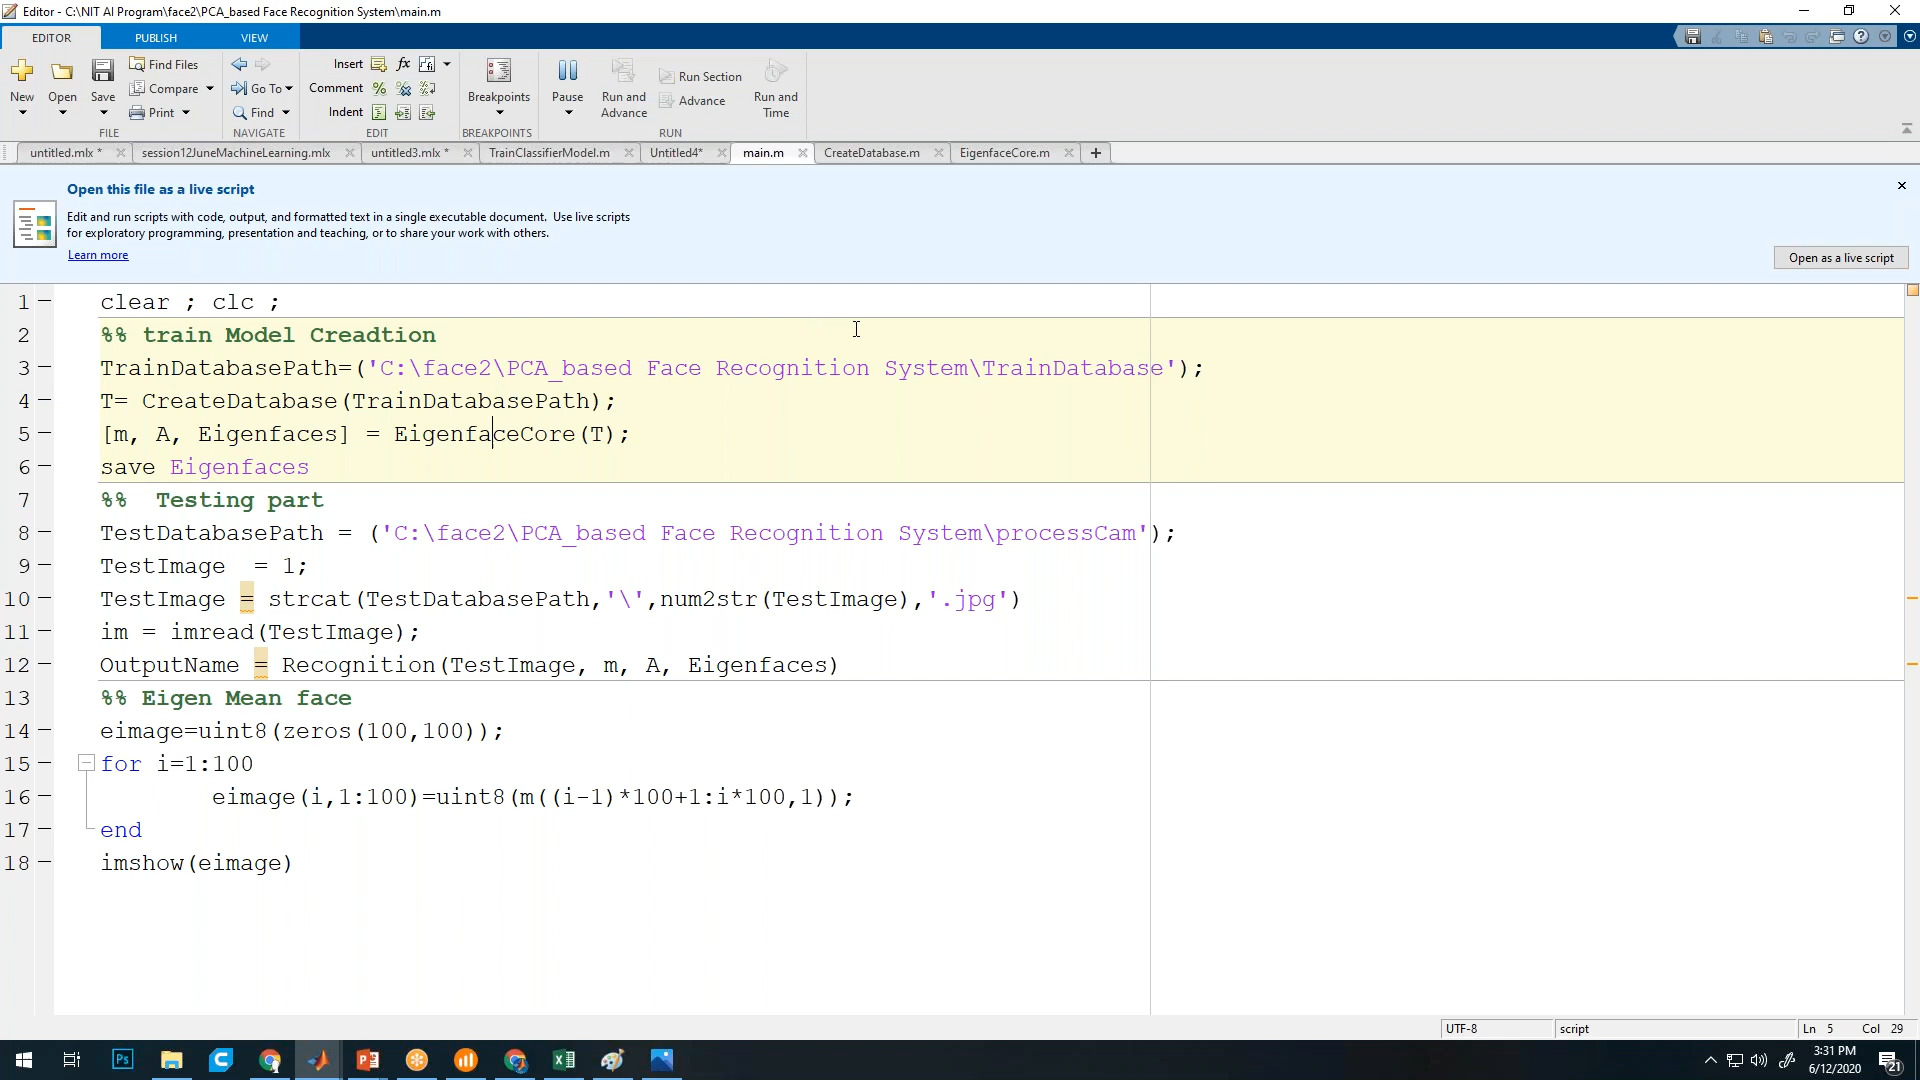 Editor - C:\NIT AI Program\face2\PCA_based Face Recognition System\main.m
EDITOR PUBLISH VIEW
New Open Save Find Files Compare Print
FILE
Go To Find
NAVIGATE
Insert fx
Comment
Indent
EDIT
Breakpoints
BREAKPOINTS
Pause Run and Advance Run Section Advance Run and Time
RUN
untitled.mlx * session12JuneMachineLearning.mlx untitled3.mlx * TrainClassifierModel.m Untitled4* main.m CreateDatabase.m EigenfaceCore.m +
Open this file as a live script
Edit and run scripts with code, output, and formatted text in a single executable document. Use live scripts
for exploratory programming, presentation and teaching, or to share your work with others.
Learn more
Open as a live script
1 clear ; clc ;
2 %% train Model Creadtion
3 TrainDatabasePath=('C:\face2\PCA_based Face Recognition System\TrainDatabase');
4 T= CreateDatabase(TrainDatabasePath);
5 [m, A, Eigenfaces] = EigenfaceCore(T);
6 save Eigenfaces
7 %% Testing part
8 TestDatabasePath = ('C:\face2\PCA_based Face Recognition System\processCam');
9 TestImage = 1;
10 TestImage = strcat(TestDatabasePath,'\',num2str(TestImage),'.jpg')
11 im = imread(TestImage);
12 OutputName = Recognition(TestImage, m, A, Eigenfaces)
13 %% Eigen Mean face
14 eimage=uint8(zeros(100,100));
15 for i=1:100
16 eimage(i,1:100)=uint8(m((i-1)*100+1:i*100,1));
17 end
18 imshow(eimage)
UTF-8 script Ln 5 Col 29
Ps
3:31 PM
6/12/2020
21